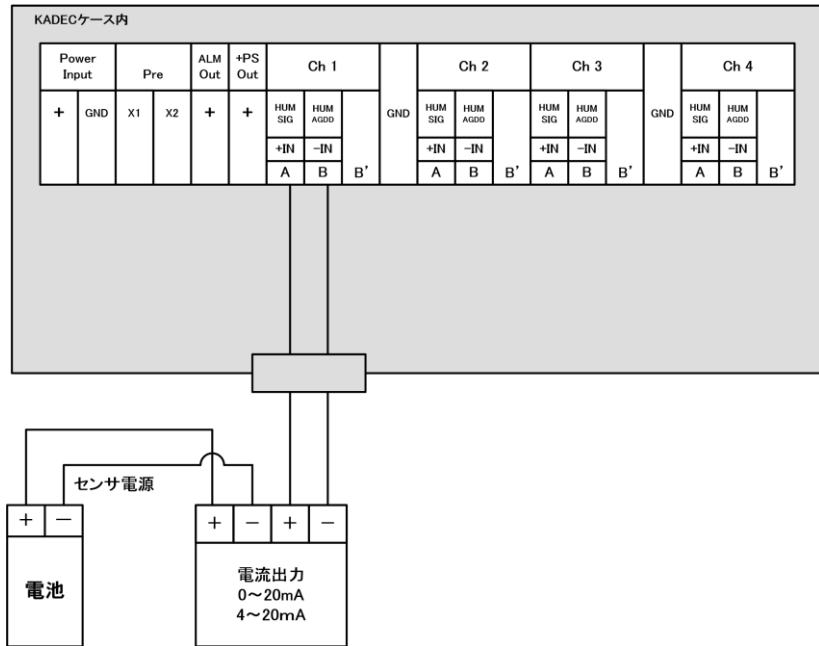 KADECケース内
Power Input Pre ALM Out +PS Out Ch 1 GND Ch 2 Ch 3 GND Ch 4
+ GND X1 X2 + + HUM SIG HUM AGDD HUM SIG HUM AGDD HUM SIG HUM AGDD HUM SIG HUM AGDD
+IN -IN +IN -IN +IN -IN +IN -IN
A B B' A B B' A B B' A B B'
センサ電源
+ - + - + -
電池
電流出力
0～20mA
4～20mA